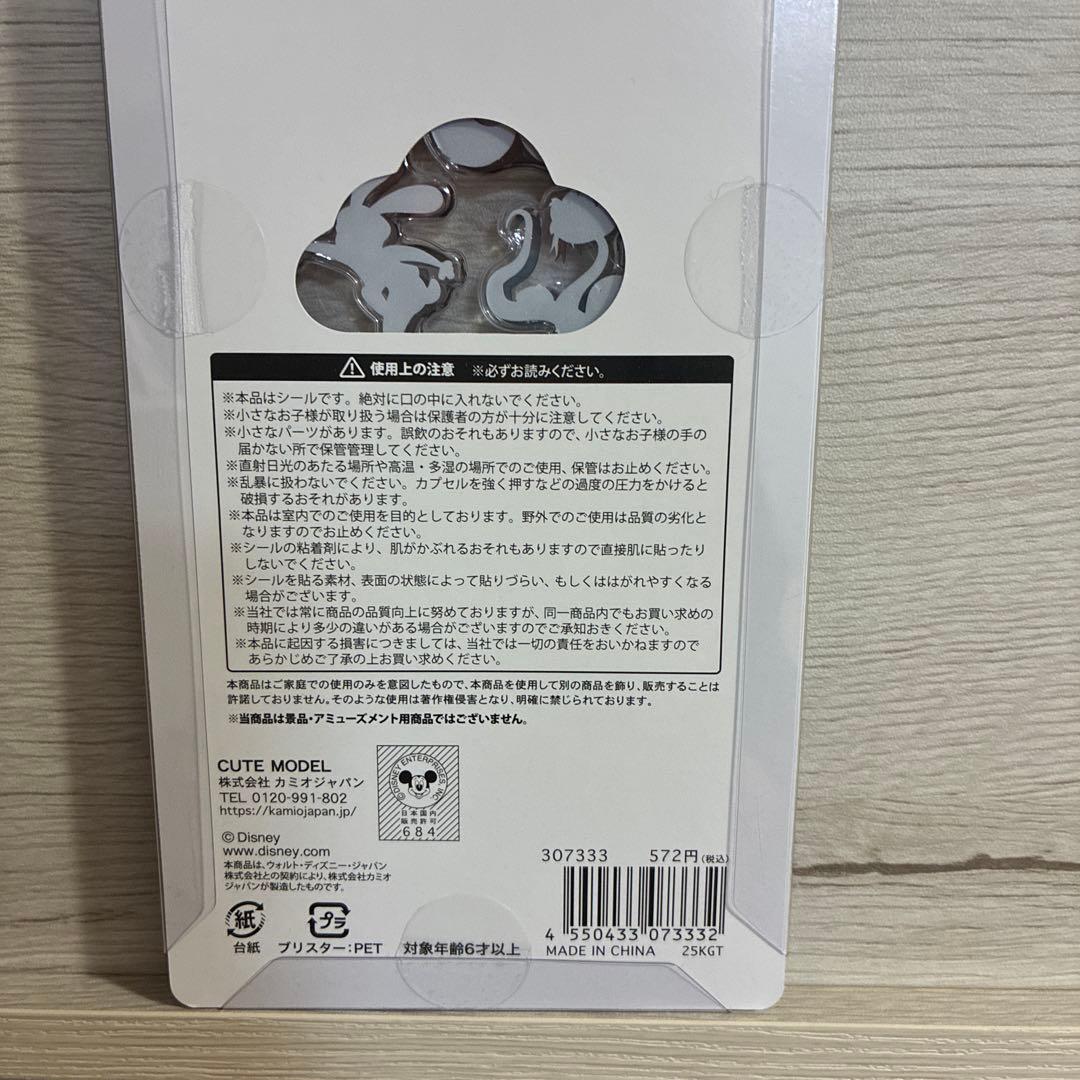 ⚠ 使用上の注意 ※必ずお読みください。
※本品はシールです。絶対に口の中に入れないでください。
※小さなお子様が取り扱う場合は保護者の方が十分に注意してください。
※小さなパーツがあります。誤飲のおそれもありますので、小さなお子様の手の
届かない所で保管管理してください。
※直射日光のあたる場所や高温・多湿の場所でのご使用、保管はお止めください。
※乱暴に扱わないでください。カプセルを強く押すなどの過度の圧力をかけると
破損するおそれがあります。
※本品は室内でのご使用を目的としております。野外でのご使用は品質の劣化と
なりますのでお止めください。
※シールの粘着剤により、肌がかぶれるおそれもありますので直接肌に貼ったり
しないでください。
※シールを貼る素材、表面の状態によって貼りづらい、もしくははがれやすくなる
場合がございます。
※当社では常に商品の品質向上に努めておりますが、同一商品内でもお買い求めの
時期により多少の違いがある場合がございますのでご承知おきください。
※本品に起因する損害につきましては、当社では一切の責任をおいかねますので
あらかじめご了承の上お買い求めください。
本商品はご家庭での使用のみを意図したもので、本商品を使用して別の商品を飾り、販売することは
許諾しておりません。そのような使用は著作権侵害となり、明確に禁じられております。
※当商品は景品・アミューズメント用商品ではございません。
CUTE MODEL
株式会社 カミオジャパン
TEL 0120-991-802
https://kamiojapan.jp/
©DISNEY ENTERPRISES, INC.
日本国内
販売許可
684
©Disney
www.disney.com
本商品は、ウォルト・ディズニー・ジャパン
株式会社との契約により、株式会社カミオ
ジャパンが製造したものです。
307333 572円(税込)
4 550433 073332
紙 プラ
台紙 ブリスター:PET 対象年齢6才以上 MADE IN CHINA 25KGT